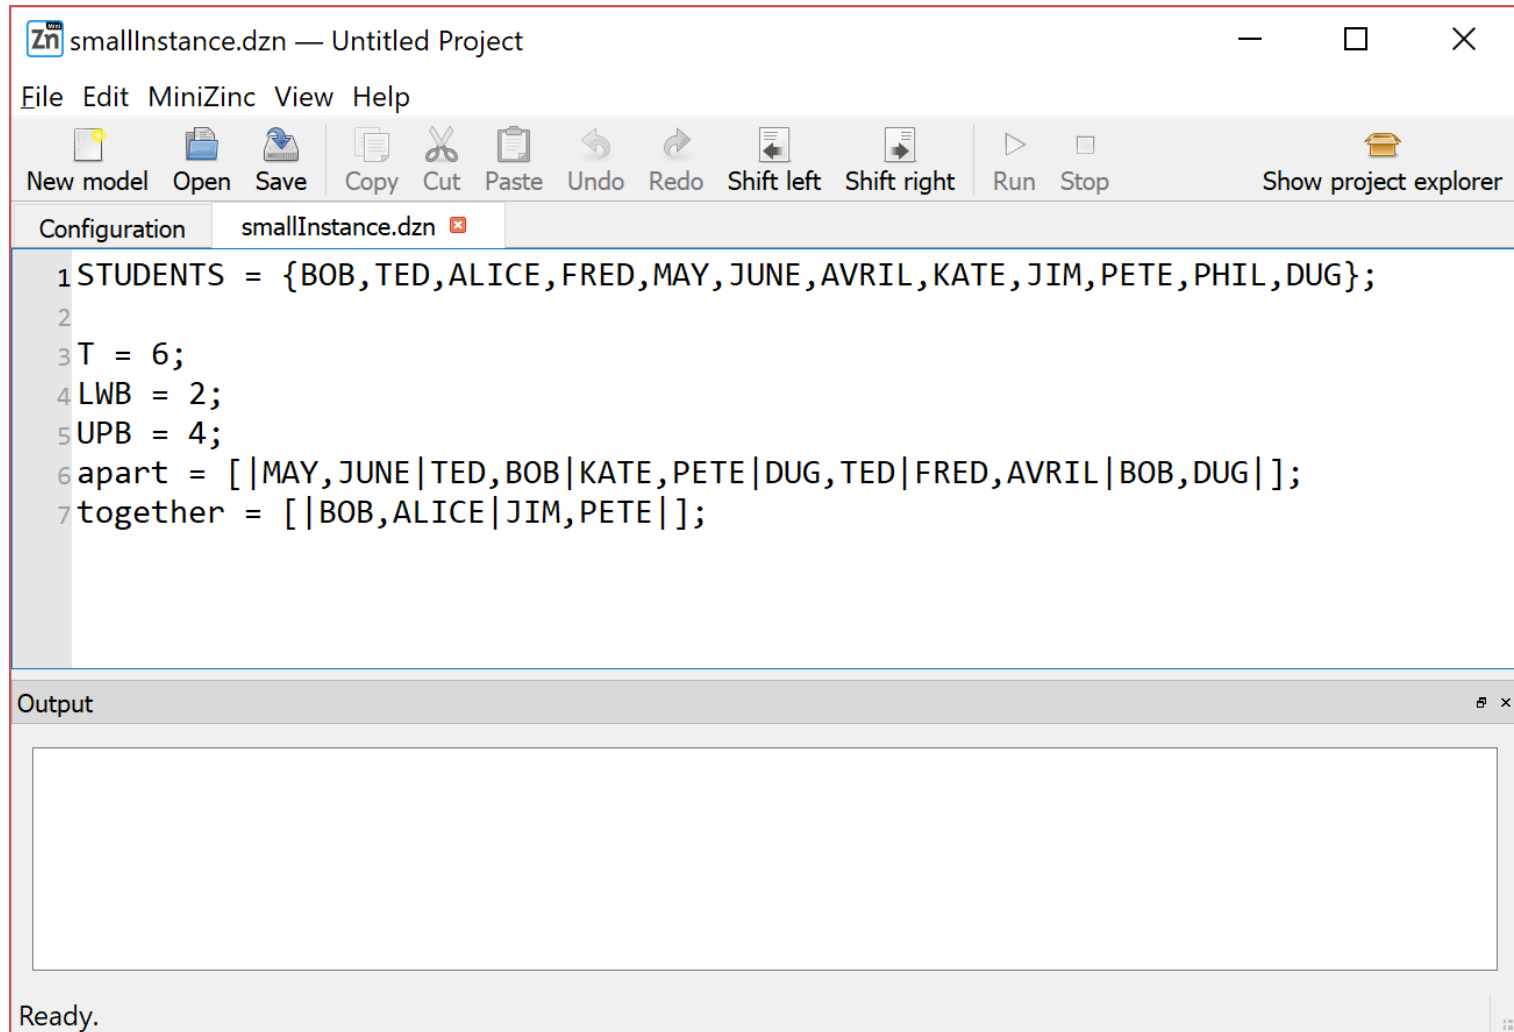 Mini
Zn smallInstance.dzn — Untitled Project
File Edit MiniZinc View Help
New model Open Save Copy Cut Paste Undo Redo Shift left Shift right Run Stop Show project explorer
Configuration smallInstance.dzn
1 STUDENTS = {BOB,TED,ALICE,FRED,MAY,JUNE,AVRIL,KATE,JIM,PETE,PHIL,DUG};
2
3 T = 6;
4 LWB = 2;
5 UPB = 4;
6 apart = [|MAY,JUNE|TED,BOB|KATE,PETE|DUG,TED|FRED,AVRIL|BOB,DUG|];
7 together = [|BOB,ALICE|JIM,PETE|];
Output
Ready.